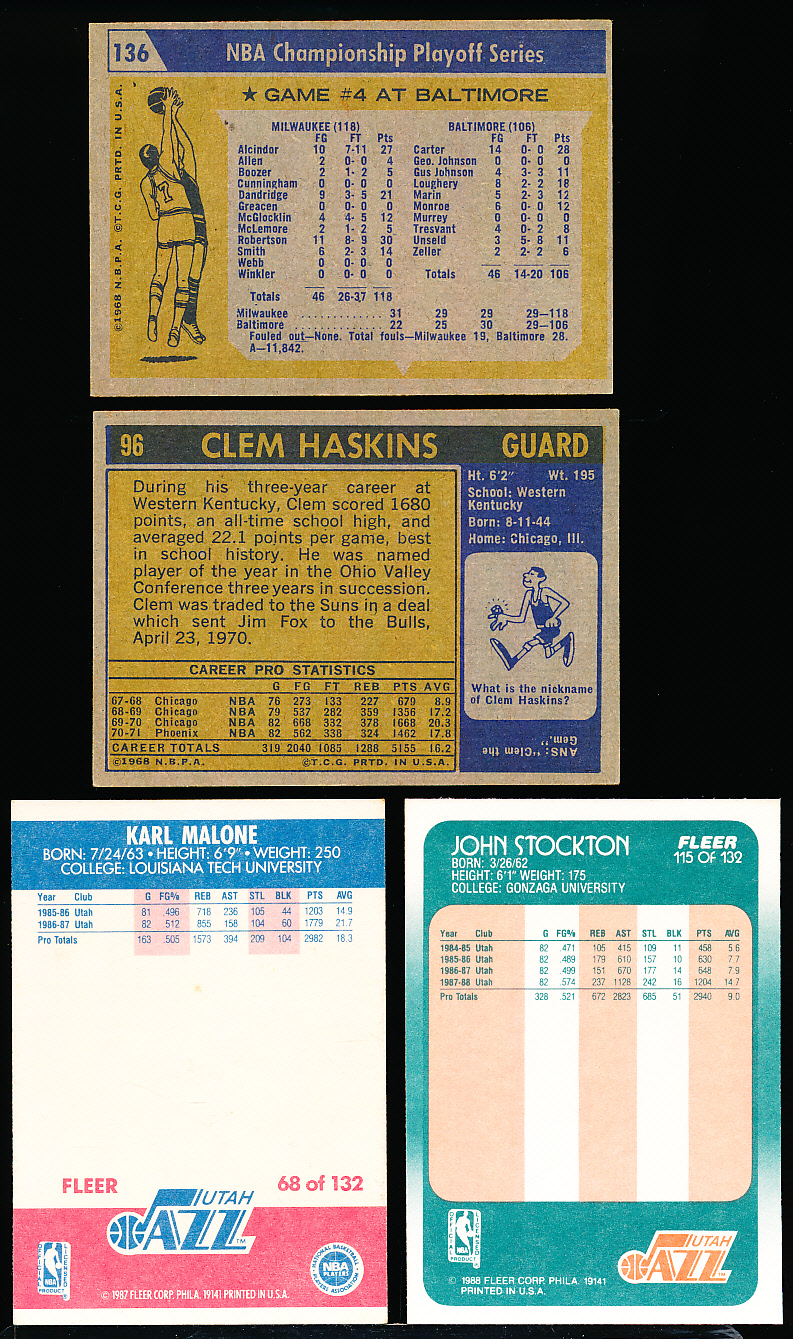 136 NBA Championship Playoff Series
★ GAME #4 AT BALTIMORE
MILWAUKEE (118)
FG FT Pts
Alcindor 10 7-11 27
Allen 2 0- 0 4
Boozer 2 1- 2 5
Cunningham 0 0- 0 0
Dandridge 9 3- 5 21
Greacen 0 0- 0 0
McGlocklin 4 4- 5 12
McLemore 2 1- 2 5
Robertson 11 8- 9 30
Smith 6 2- 3 14
Webb 0 0- 0 0
Winkler 0 0- 0 0
Totals 46 26-37 118
BALTIMORE (106)
FG FT Pts
Carter 14 0- 0 28
Geo. Johnson 0 0- 0 0
Gus Johnson 4 3- 3 11
Loughery 8 2- 2 18
Marin 5 2- 3 12
Monroe 6 0- 0 12
Murrey 0 0- 0 0
Tresvant 4 0- 2 8
Unseld 3 5- 8 11
Zeller 2 2- 2 6
Totals 46 14-20 106
Milwaukee ............ 31 29 29 29—118
Baltimore ............ 22 25 30 29—106
Fouled out—None. Total fouls—Milwaukee 19, Baltimore 28.
A—11,842.
©1968 N.B.P.A. ©T.C.G. PRTD. IN U.S.A.
1
96 CLEM HASKINS GUARD
During his three-year career at
Western Kentucky, Clem scored 1680
points, an all-time school high, and
averaged 22.1 points per game, best
in school history. He was named
player of the year in the Ohio Valley
Conference three years in succession.
Clem was traded to the Suns in a deal
which sent Jim Fox to the Bulls,
April 23, 1970.
CAREER PRO STATISTICS
G FG FT REB PTS AVG
67-68 Chicago NBA 76 273 133 227 679 8.9
68-69 Chicago NBA 79 537 282 359 1356 17.2
69-70 Chicago NBA 82 668 332 378 1668 20.3
70-71 Phoenix NBA 82 562 338 324 1462 17.8
CAREER TOTALS 319 2040 1085 1288 5155 16.2
©1968 N.B.P.A. ©T.C.G. PRTD. IN U.S.A.
Ht. 6'2" Wt. 195
School: Western
Kentucky
Born: 8-11-44
Home: Chicago, Ill.
What is the nickname
of Clem Haskins?
ANS: "Clem the
Gem."
KARL MALONE
BORN: 7/24/63 • HEIGHT: 6'9" • WEIGHT: 250
COLLEGE: LOUISIANA TECH UNIVERSITY
Year Club G FG% REB AST STL BLK PTS AVG
1985-86 Utah 81 .496 718 236 105 44 1203 14.9
1986-87 Utah 82 .512 855 158 104 60 1779 21.7
Pro Totals 163 .505 1573 394 209 104 2982 18.3
FLEER 68 of 132
UTAH
JAZZ TM
OFFICIAL LICENSED
NBA
PRODUCT
NATIONAL BASKETBALL
NBA
PLAYERS
PLAYERS ASSOCIATION
© 1987 FLEER CORP. PHILA. 19141 PRINTED IN U.S.A.
JOHN STOCKTON FLEER
115 OF 132
BORN: 3/26/62
HEIGHT: 6'1" WEIGHT: 175
COLLEGE: GONZAGA UNIVERSITY
Year Club G FG% REB AST STL BLK PTS AVG
1984-85 Utah 82 .471 105 415 109 11 458 5.6
1985-86 Utah 82 .489 179 610 157 10 630 7.7
1986-87 Utah 82 .499 151 670 177 14 648 7.9
1987-88 Utah 82 .574 237 1128 242 16 1204 14.7
Pro Totals 328 .521 672 2823 685 51 2940 9.0
OFFICIAL LICENSED
NBA
PRODUCT
UTAH
JAZZ TM
© 1988 FLEER CORP. PHILA. 19141
PRINTED IN U.S.A.